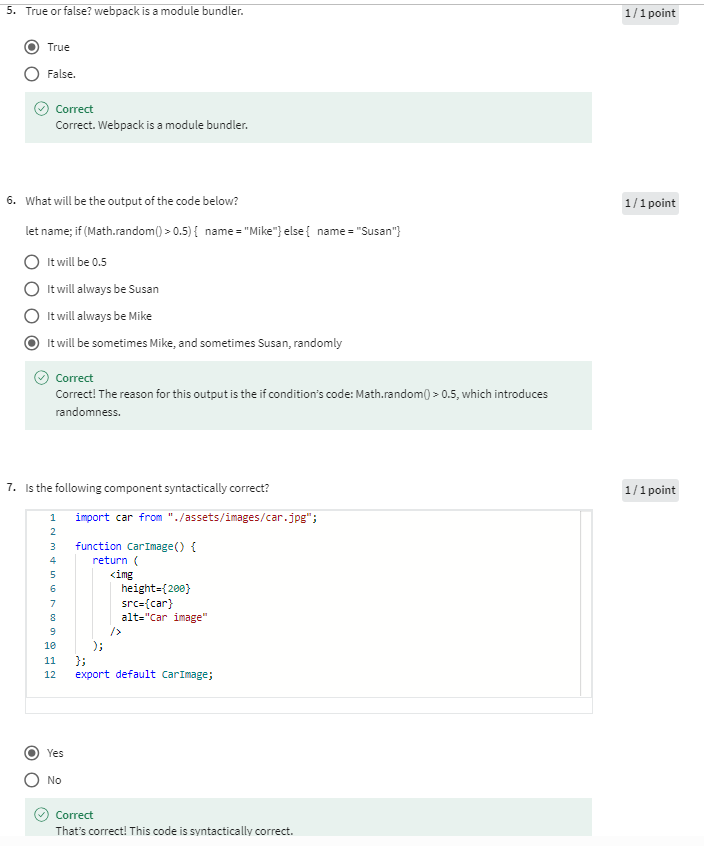 5. True or false? webpack is a module bundler.
1 / 1 point
True
False.
Correct
Correct. Webpack is a module bundler.
6. What will be the output of the code below?
1 / 1 point
let name; if (Math.random() > 0.5) { name = "Mike"} else { name = "Susan"}
It will be 0.5
It will always be Susan
It will always be Mike
It will be sometimes Mike, and sometimes Susan, randomly
Correct
Correct! The reason for this output is the if condition's code: Math.random() > 0.5, which introduces
randomness.
7. Is the following component syntactically correct?
1 / 1 point
1 import car from "./assets/images/car.jpg";
2
3 function CarImage() {
4 return (
5 <img
6 height={200}
7 src={car}
8 alt="Car image"
9 />
10 );
11 };
12 export default CarImage;
Yes
No
Correct
That's correct! This code is syntactically correct.